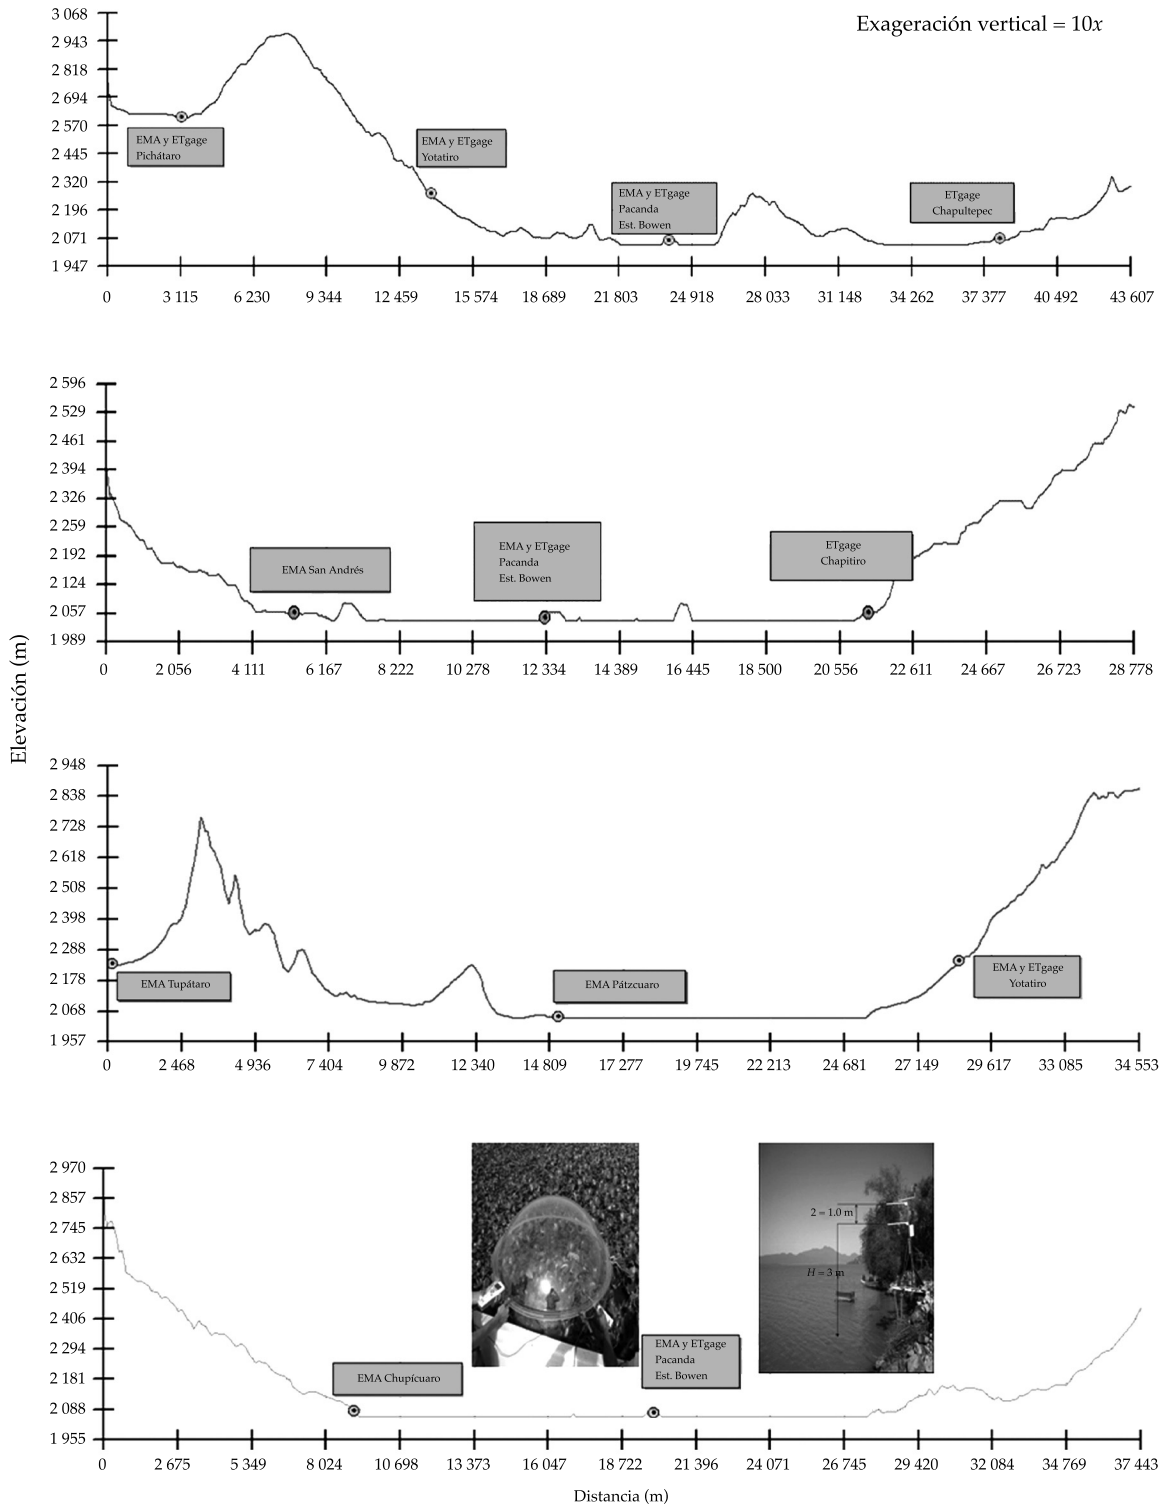 Exageración vertical = 10x
3 068
2 943
2 818
2 694
2 570
2 445
2 320
2 196
2 071
1 947
EMA y ETgage
Pichátaro
EMA y ETgage
Yotatiro
EMA y ETgage
Pacanda
Est. Bowen
ETgage
Chapultepec
0 3 115 6 230 9 344 12 459 15 574 18 689 21 803 24 918 28 033 31 148 34 262 37 377 40 492 43 607
2 596
2 529
2 461
2 394
2 326
2 259
2 192
2 124
2 057
1 989
EMA San Andrés
EMA y ETgage
Pacanda
Est. Bowen
ETgage
Chapitiro
0 2 056 4 111 6 167 8 222 10 278 12 334 14 389 16 445 18 500 20 556 22 611 24 667 26 723 28 778
Elevación (m)
2 948
2 838
2 728
2 618
2 508
2 398
2 288
2 178
2 068
1 957
EMA Tupátaro
EMA Pátzcuaro
EMA y ETgage
Yotatiro
0 2 468 4 936 7 404 9 872 12 340 14 809 17 277 19 745 22 213 24 681 27 149 29 617 33 085 34 553
2 970
2 857
2 745
2 632
2 519
2 406
2 294
2 181
2 088
1 955
2 = 1.0 m
H = 3 m
EMA Chupícuaro
EMA y ETgage
Pacanda
Est. Bowen
0 2 675 5 349 8 024 10 698 13 373 16 047 18 722 21 396 24 071 26 745 29 420 32 084 34 769 37 443
Distancia (m)